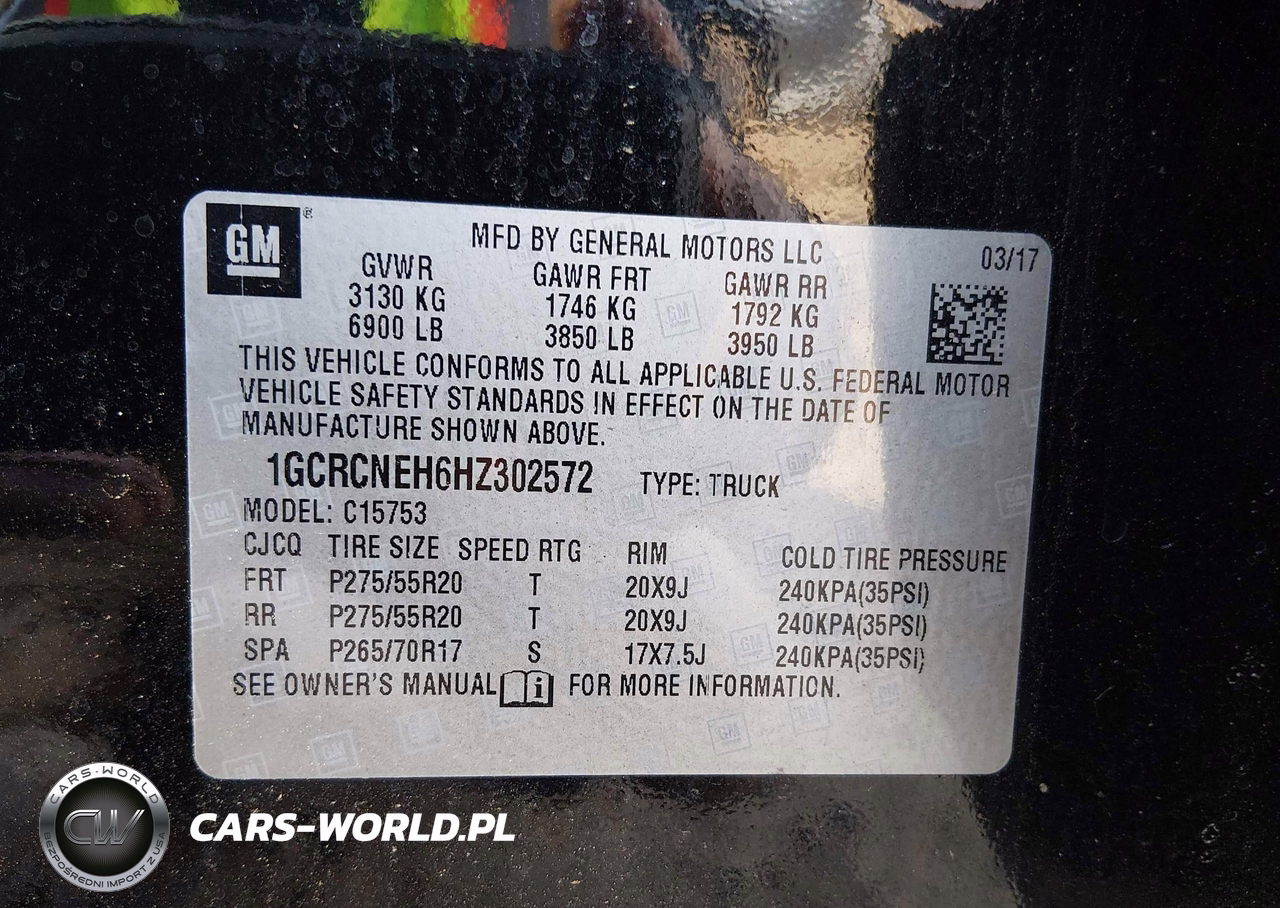 GM ®
MFD BY GENERAL MOTORS LLC 03/17
GVWR GAWR FRT GAWR RR
3130 KG 1746 KG 1792 KG
6900 LB 3850 LB 3950 LB
THIS VEHICLE CONFORMS TO ALL APPLICABLE U.S. FEDERAL MOTOR
VEHICLE SAFETY STANDARDS IN EFFECT ON THE DATE OF
MANUFACTURE SHOWN ABOVE.
1GCRCNEH6HZ302572 TYPE: TRUCK
MODEL: C15753
CJCQ TIRE SIZE SPEED RTG RIM COLD TIRE PRESSURE
FRT P275/55R20 T 20X9J 240KPA(35PSI)
RR P275/55R20 T 20X9J 240KPA(35PSI)
SPA P265/70R17 S 17X7.5J 240KPA(35PSI)
SEE OWNER'S MANUAL i FOR MORE INFORMATION.
CARS-WORLD
CW
BEZPOŚREDNI IMPORT Z USA
CARS-WORLD.PL